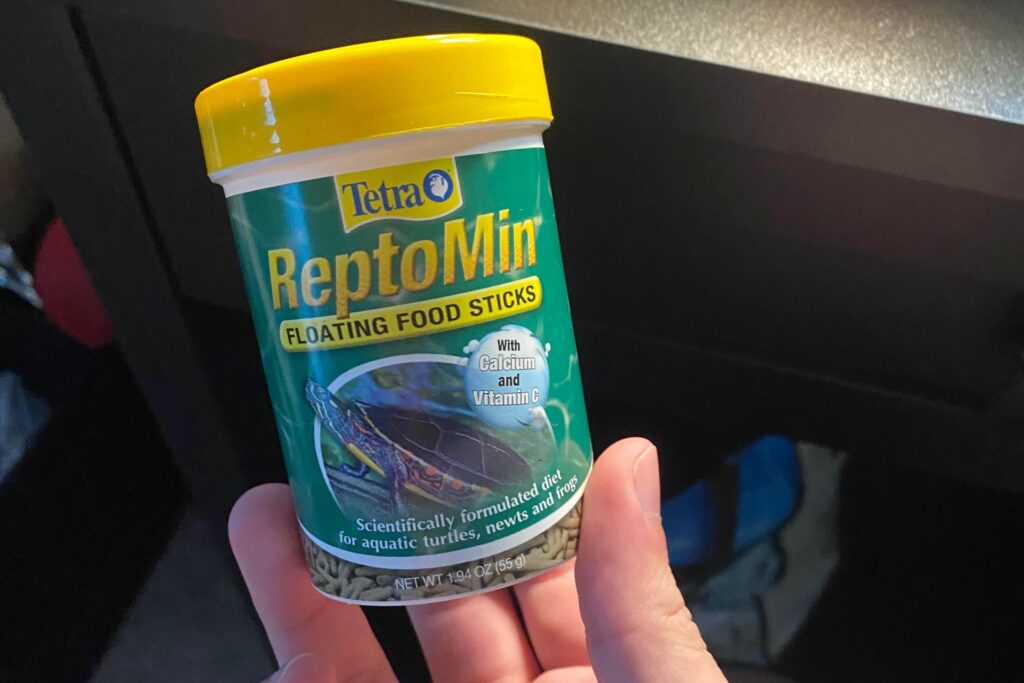 Tetra
ReptoMin
FLOATING FOOD STICKS
With
Calcium
and
Vitamin C
Scientifically formulated diet
for aquatic turtles, newts and frogs
NET WT 1.94 OZ (55 g)